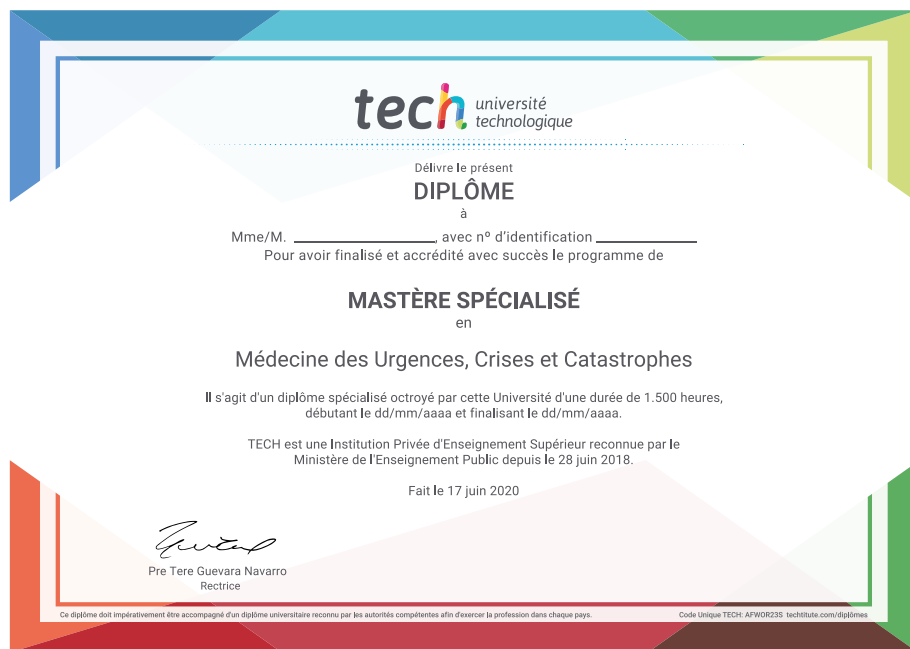 tech université
technologique
Délivre le présent
DIPLÔME
à
Mme/M. ____________, avec nº d'identification ____________
Pour avoir finalisé et accrédité avec succès le programme de
MASTÈRE SPÉCIALISÉ
en
Médecine des Urgences, Crises et Catastrophes
Il s'agit d'un diplôme spécialisé octroyé par cette Université d'une durée de 1.500 heures,
débutant le dd/mm/aaaa et finalisant le dd/mm/aaaa.
TECH est une Institution Privée d'Enseignement Supérieur reconnue par le
Ministère de l'Enseignement Public depuis le 28 juin 2018.
Fait le 17 juin 2020
Pre Tere Guevara Navarro
Rectrice
Ce diplôme doit impérativement être accompagné d'un diplôme universitaire reconnu par les autorités compétentes afin d'exercer la profession dans chaque pays.
Code Unique TECH: AFWOR23S techtitute.com/diplômes